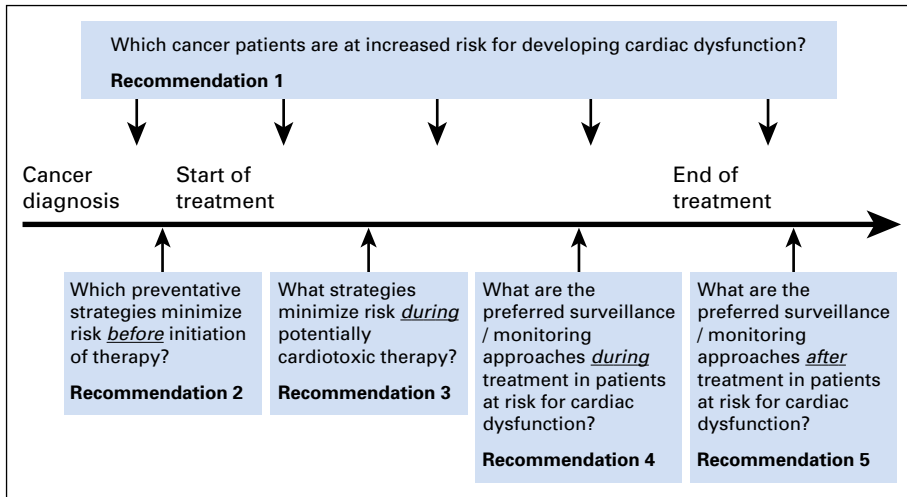 Which cancer patients are at increased risk for developing cardiac dysfunction?
Recommendation 1
Cancer
diagnosis
Start of
treatment
End of
treatment
Which preventative
strategies minimize
risk before initiation
of therapy?
Recommendation 2
What strategies
minimize risk during
potentially
cardiotoxic therapy?
Recommendation 3
What are the
preferred surveillance
/ monitoring
approaches during
treatment in patients
at risk for cardiac
dysfunction?
Recommendation 4
What are the
preferred surveillance
/ monitoring
approaches after
treatment in patients
at risk for cardiac
dysfunction?
Recommendation 5